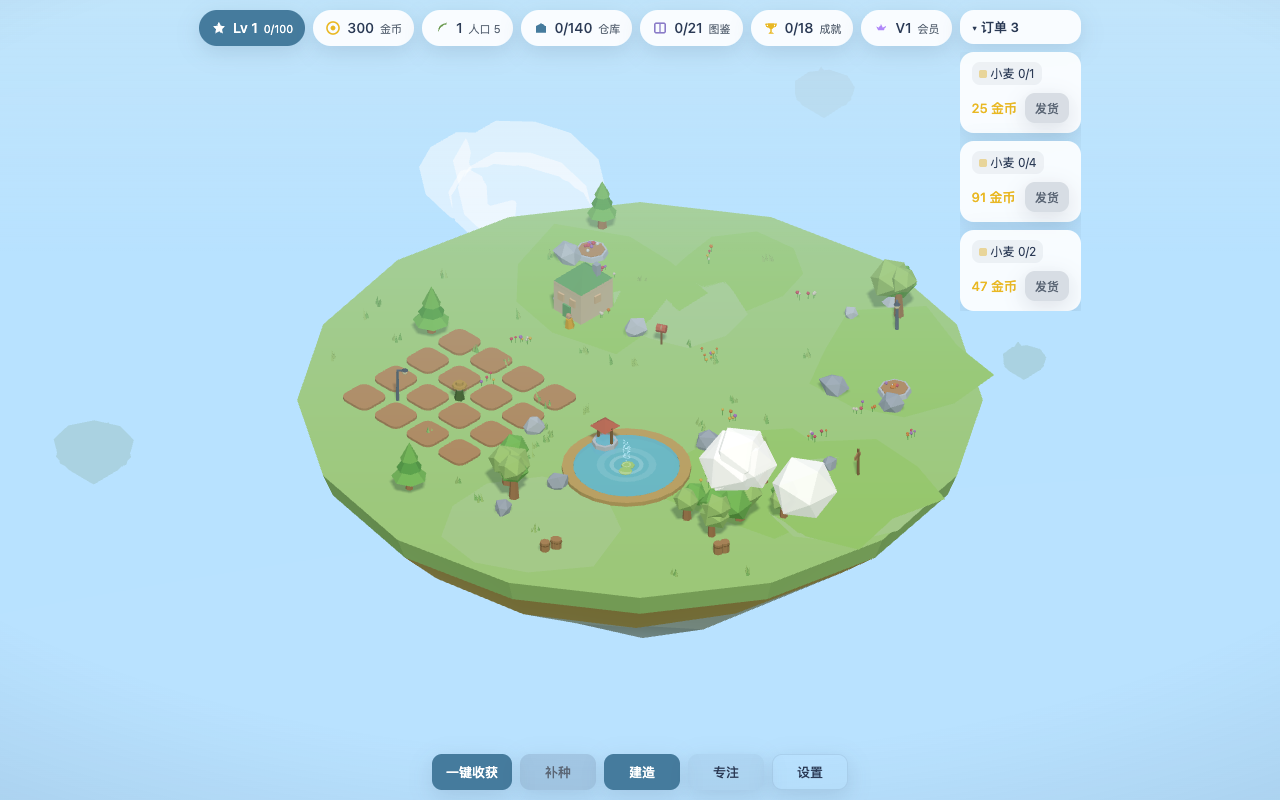 Lv 1 0/100
300 金币
1 人口 5
0/140 仓库
0/21 图鉴
0/18 成就
V1 会员
▾ 订单 3
小麦 0/1
25 金币 发货
小麦 0/4
91 金币 发货
小麦 0/2
47 金币 发货
一键收获 补种 建造 专注 设置